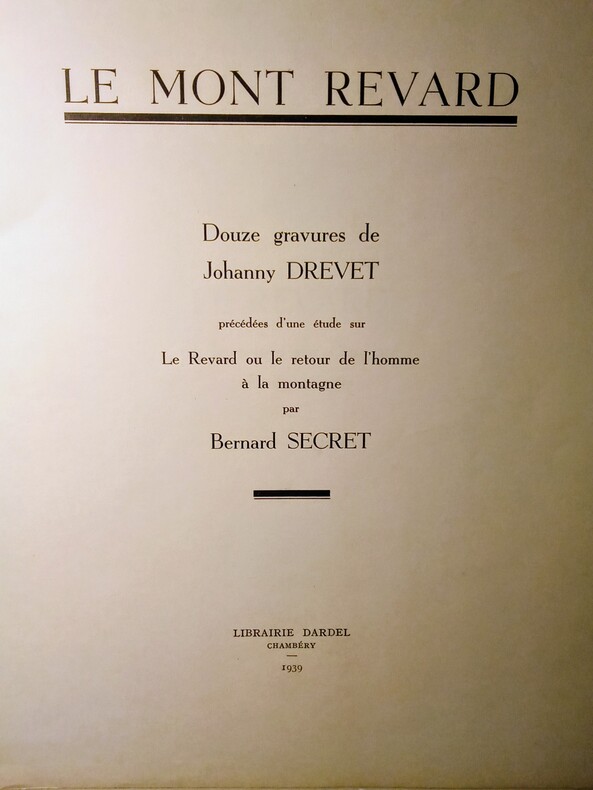 LE MONT REVARD
Douze gravures de
Johanny DREVET
précédées d'une étude sur
Le Revard ou le retour de l'homme
à la montagne
par
Bernard SECRET
LIBRAIRIE DARDEL
CHAMBÉRY
1939